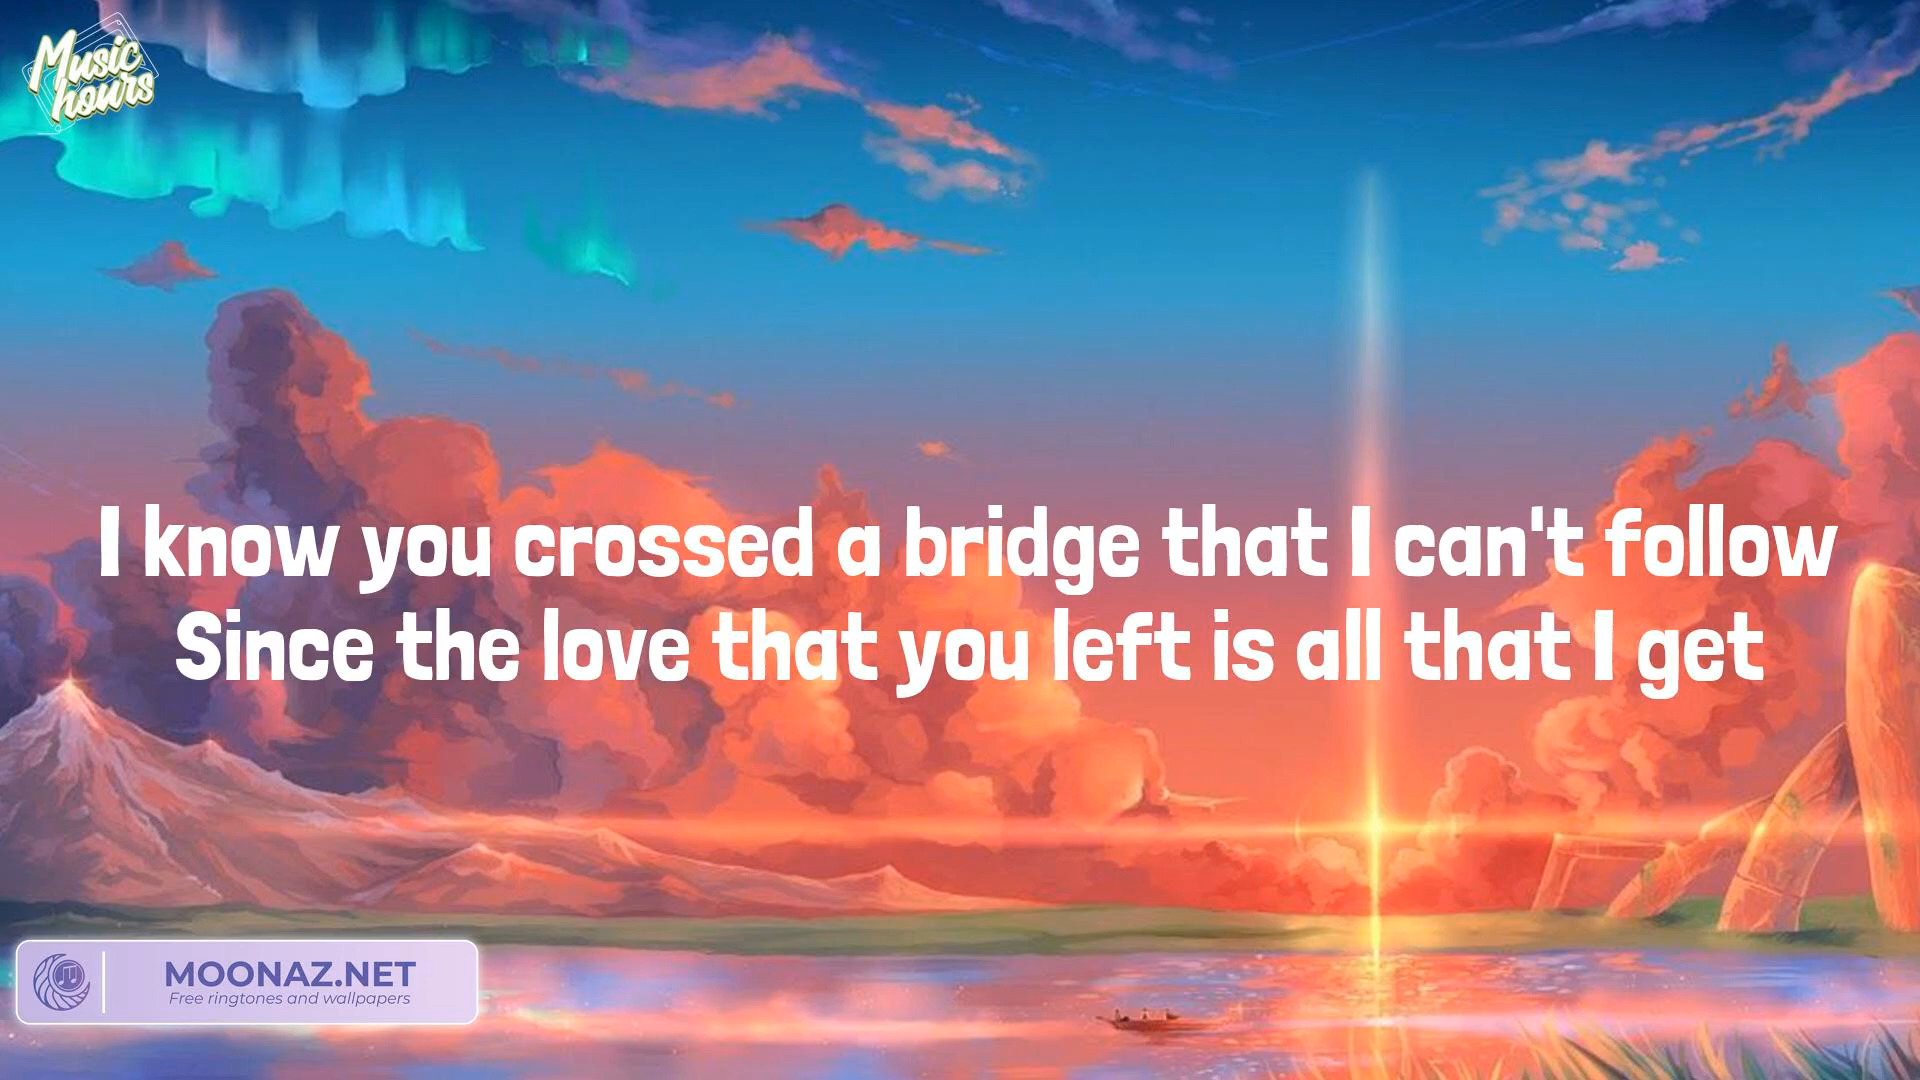 Music
hours
I know you crossed a bridge that I can't follow
Since the love that you left is all that I get
MOONAZ.NET
Free ringtones and wallpapers